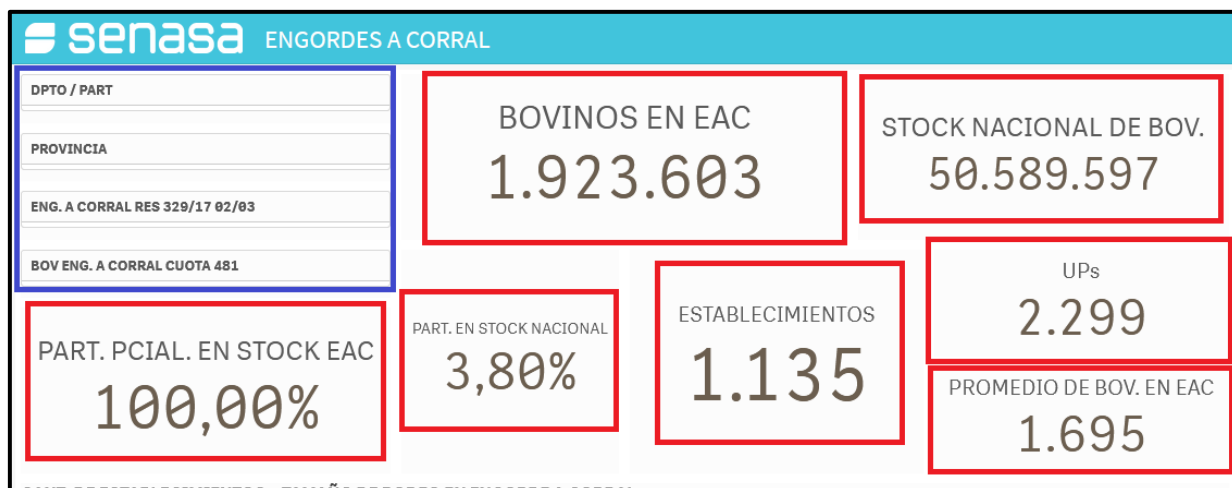 senasa ENGORDES A CORRAL
DPTO / PART
PROVINCIA
ENG. A CORRAL RES 329/17 02/03
BOV ENG. A CORRAL CUOTA 481
BOVINOS EN EAC
1.923.603
STOCK NACIONAL DE BOV.
50.589.597
PART. PCIAL. EN STOCK EAC
100,00%
PART. EN STOCK NACIONAL
3,80%
ESTABLECIMIENTOS
1.135
UPs
2.299
PROMEDIO DE BOV. EN EAC
1.695